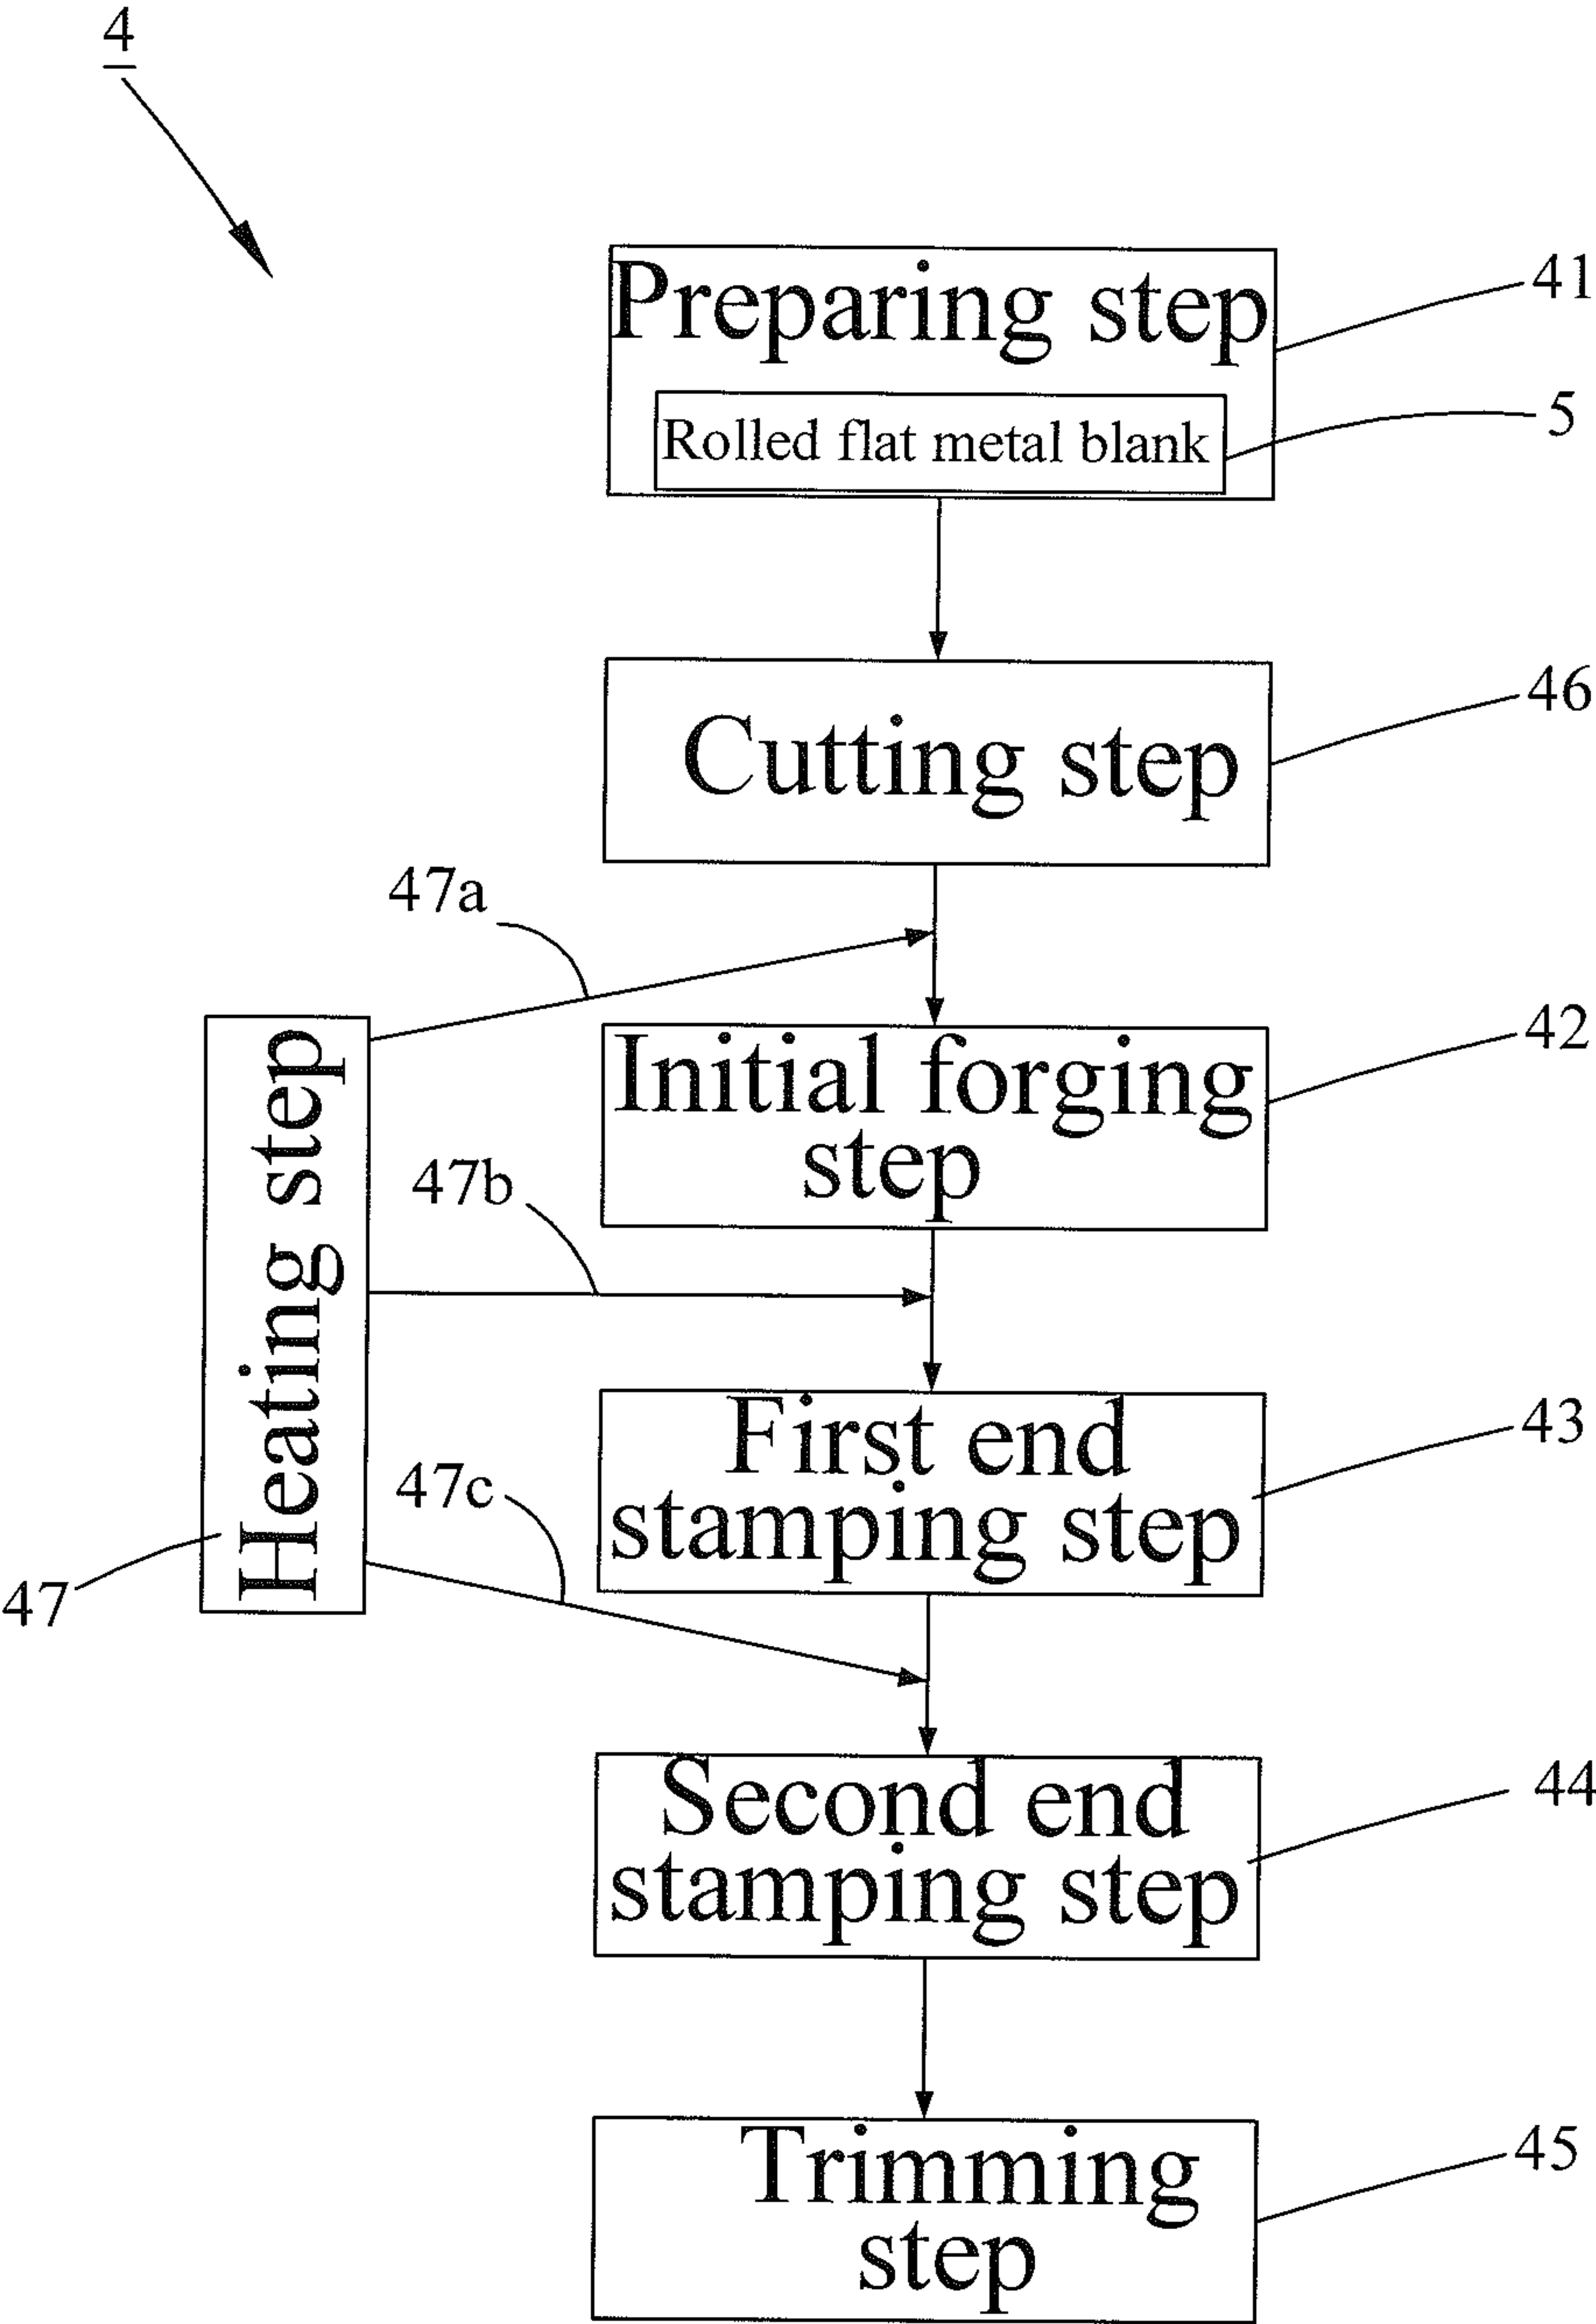 4
Preparing step
41
Rolled flat metal blank
5
Cutting step
46
47a
Initial forging
step
42
47b
Heating step
47
First end
stamping step
43
47c
Second end
stamping step
44
Trimming
step
45